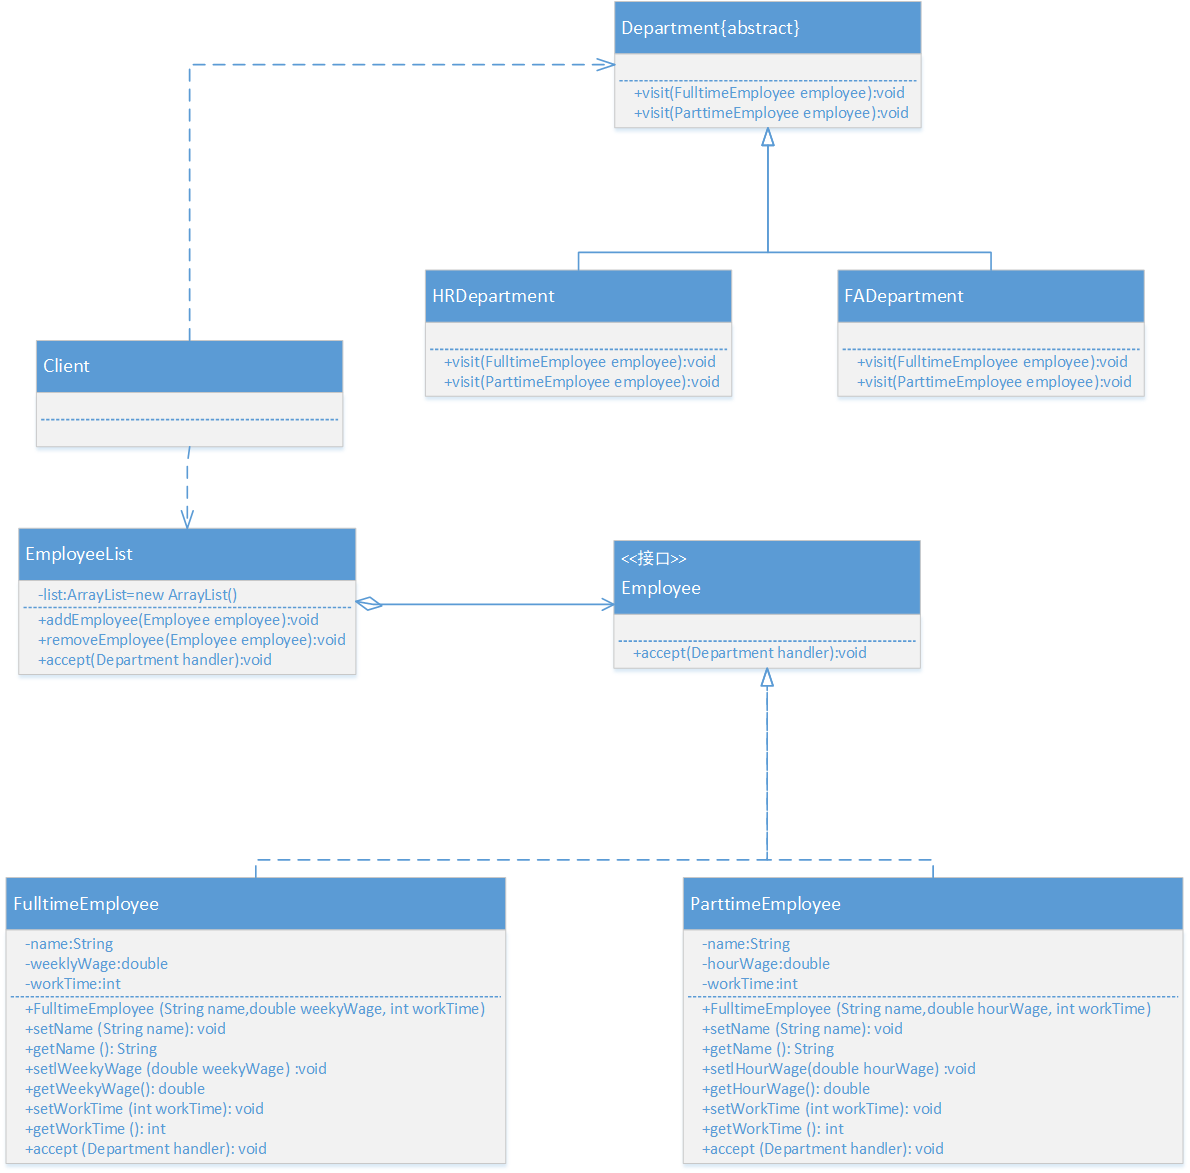 Department{abstract}
+visit(FulltimeEmployee employee):void
+visit(ParttimeEmployee employee):void
HRDepartment
+visit(FulltimeEmployee employee):void
+visit(ParttimeEmployee employee):void
FADepartment
+visit(FulltimeEmployee employee):void
+visit(ParttimeEmployee employee):void
Client
EmployeeList
-list:ArrayList=new ArrayList()
+addEmployee(Employee employee):void
+removeEmployee(Employee employee):void
+accept(Department handler):void
<<接口>>
Employee
+accept(Department handler):void
FulltimeEmployee
-name:String
-weeklyWage:double
-workTime:int
+FulltimeEmployee (String name,double weekyWage, int workTime)
+setName (String name): void
+getName (): String
+setlWeekyWage (double weekyWage) :void
+getWeekyWage(): double
+setWorkTime (int workTime): void
+getWorkTime (): int
+accept (Department handler): void
ParttimeEmployee
-name:String
-hourWage:double
-workTime:int
+FulltimeEmployee (String name,double hourWage, int workTime)
+setName (String name): void
+getName (): String
+setlHourWage(double hourWage) :void
+getHourWage(): double
+setWorkTime (int workTime): void
+getWorkTime (): int
+accept (Department handler): void